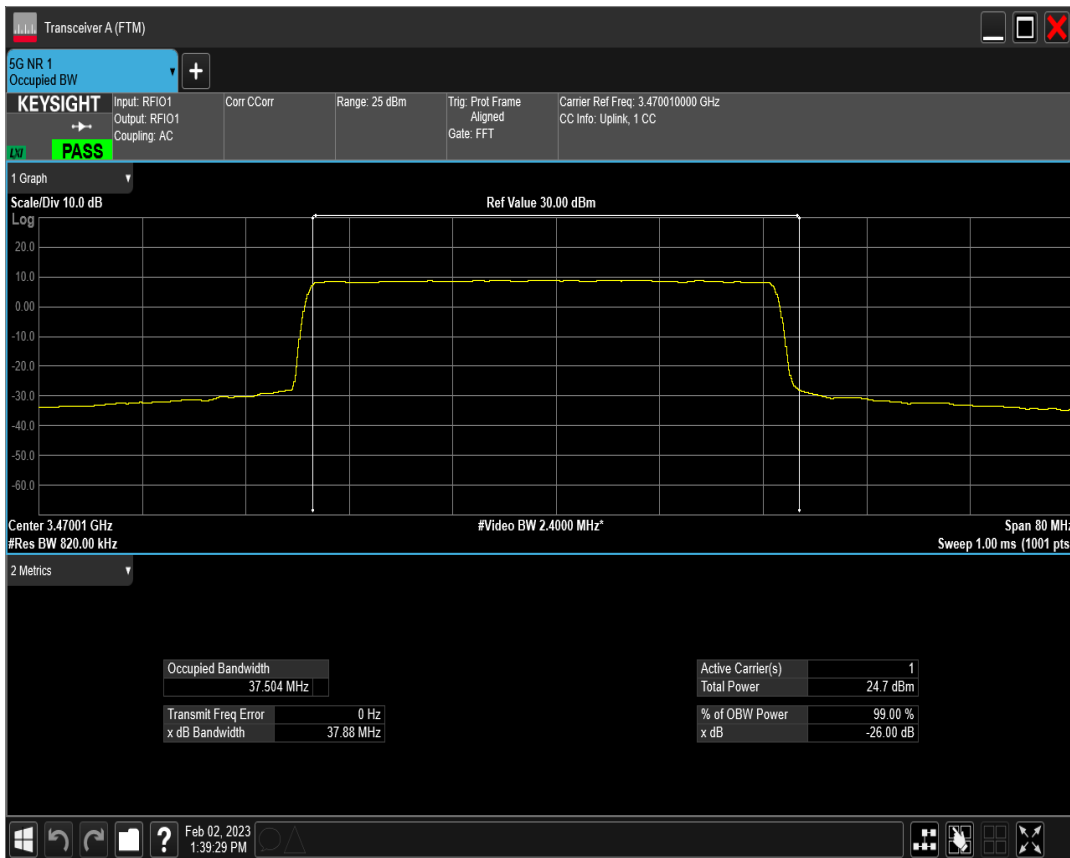 Transceiver A (FTM)
5G NR 1
Occupied BW
+
KEYSIGHT
LXI
PASS
Input: RFIO1
Output: RFIO1
Coupling: AC
Corr CCorr
Range: 25 dBm
Trig: Prot Frame
Aligned
Gate: FFT
Carrier Ref Freq: 3.470010000 GHz
CC Info: Uplink, 1 CC
1 Graph
Scale/Div 10.0 dB
Ref Value 30.00 dBm
Log
20.0
10.0
0.00
-10.0
-20.0
-30.0
-40.0
-50.0
-60.0
Center 3.47001 GHz
#Video BW 2.4000 MHz*
Span 80 MHz
#Res BW 820.00 kHz
Sweep 1.00 ms (1001 pts
2 Metrics
Occupied Bandwidth
37.504 MHz
Transmit Freq Error 0 Hz
x dB Bandwidth 37.88 MHz
Active Carrier(s) 1
Total Power 24.7 dBm
% of OBW Power 99.00 %
x dB -26.00 dB
?
Feb 02, 2023
1:39:29 PM